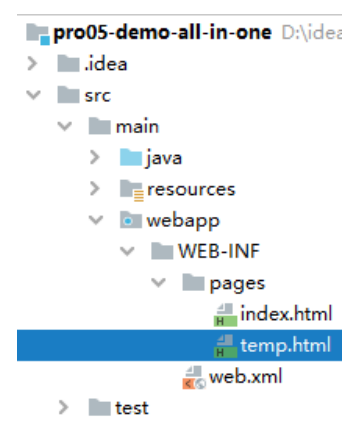 pro05-demo-all-in-one D:\idea
.idea
src
main
java
resources
webapp
WEB-INF
pages
index.html
temp.html
web.xml
test